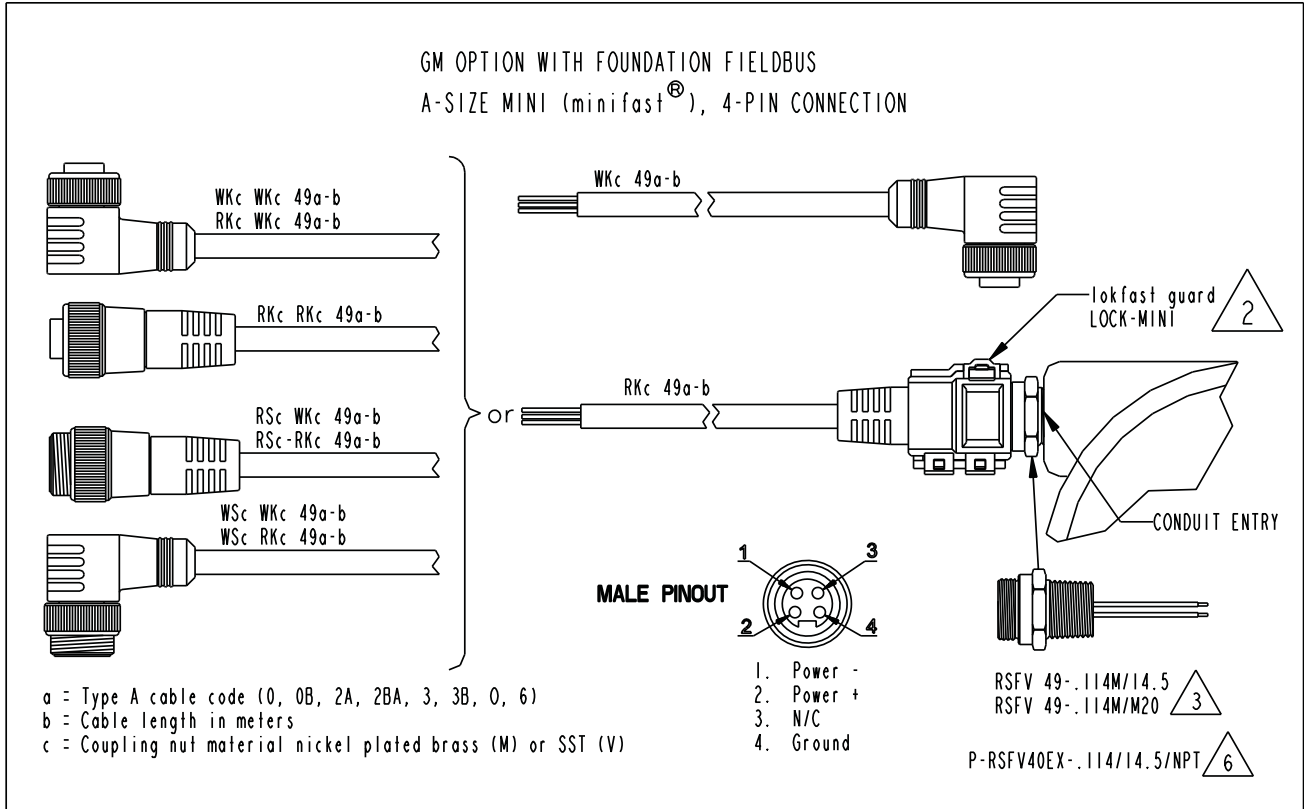 GM OPTION WITH FOUNDATION FIELDBUS
A-SIZE MINI (minifast®), 4-PIN CONNECTION
WKc WKc 49a-b
RKc WKc 49a-b
RKc RKc 49a-b
RSc WKc 49a-b
RSc-RKc 49a-b
WSc WKc 49a-b
WSc RKc 49a-b
or
WKc 49a-b
lokfast guard
LOCK-MINI
2
RKc 49a-b
CONDUIT ENTRY
MALE PINOUT
1
3
2
4
1. Power -
2. Power +
3. N/C
4. Ground
RSFV 49-.114M/14.5
RSFV 49-.114M/M20
3
P-RSFV40EX-.114/14.5/NPT
6
a = Type A cable code (0, 0B, 2A, 2BA, 3, 3B, O, 6)
b = Cable length in meters
c = Coupling nut material nickel plated brass (M) or SST (V)